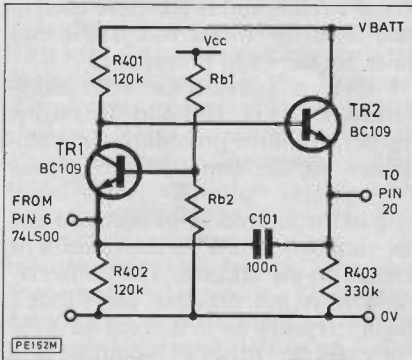 V BATT
Vcc
R401
120k
Rb1
TR2
BC109
TR1
BC109
TO
PIN
20
FROM
PIN 6
74LS00
Rb2
C101
100n
R402
120k
R403
330k
0V
PE152M